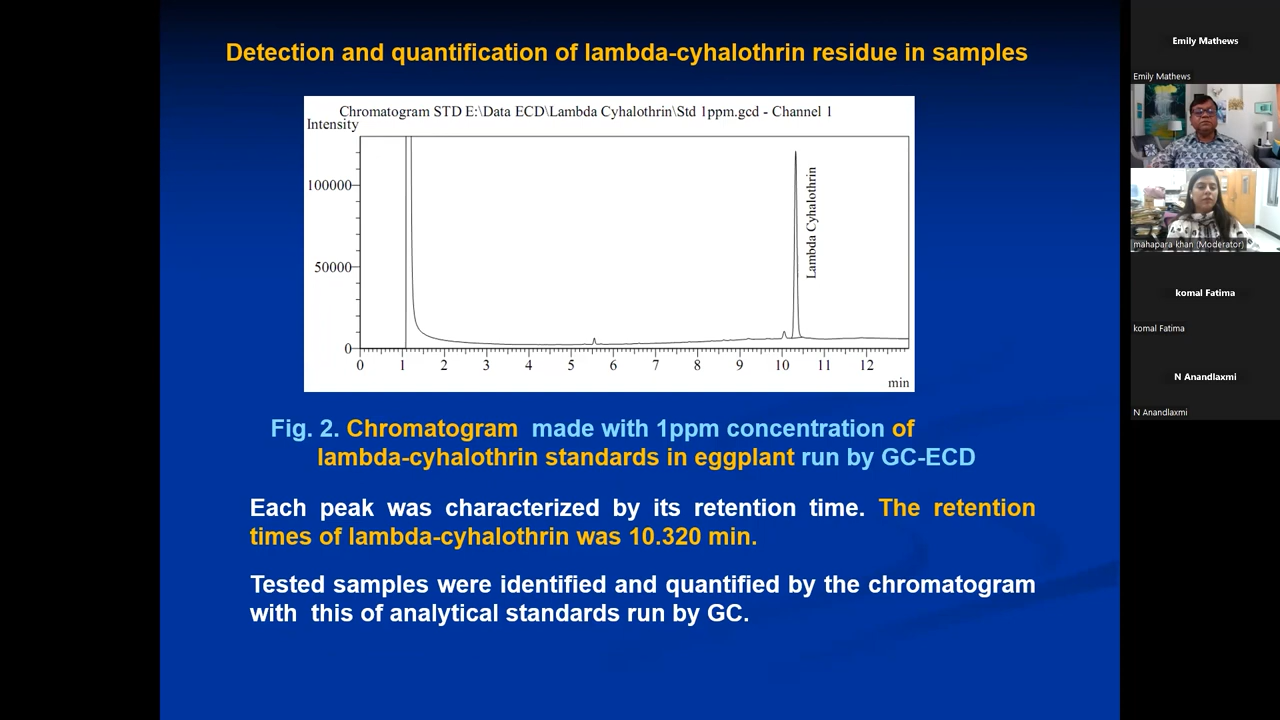 Detection and quantification of lambda-cyhalothrin residue in samples
Chromatogram STD E:\Data ECD\Lambda Cyhalothrin\Std 1ppm.gcd - Channel 1
Intensity
100000
50000
0
Lambda Cyhalothrin
0 1 2 3 4 5 6 7 8 9 10 11 12
min
Fig. 2. Chromatogram made with 1ppm concentration of
lambda-cyhalothrin standards in eggplant run by GC-ECD
Each peak was characterized by its retention time. The retention
times of lambda-cyhalothrin was 10.320 min.
Tested samples were identified and quantified by the chromatogram
with this of analytical standards run by GC.
Emily Mathews
Emily Mathews
mahapara khan (Moderator)
komal Fatima
komal Fatima
N Anandlaxmi
N Anandlaxmi